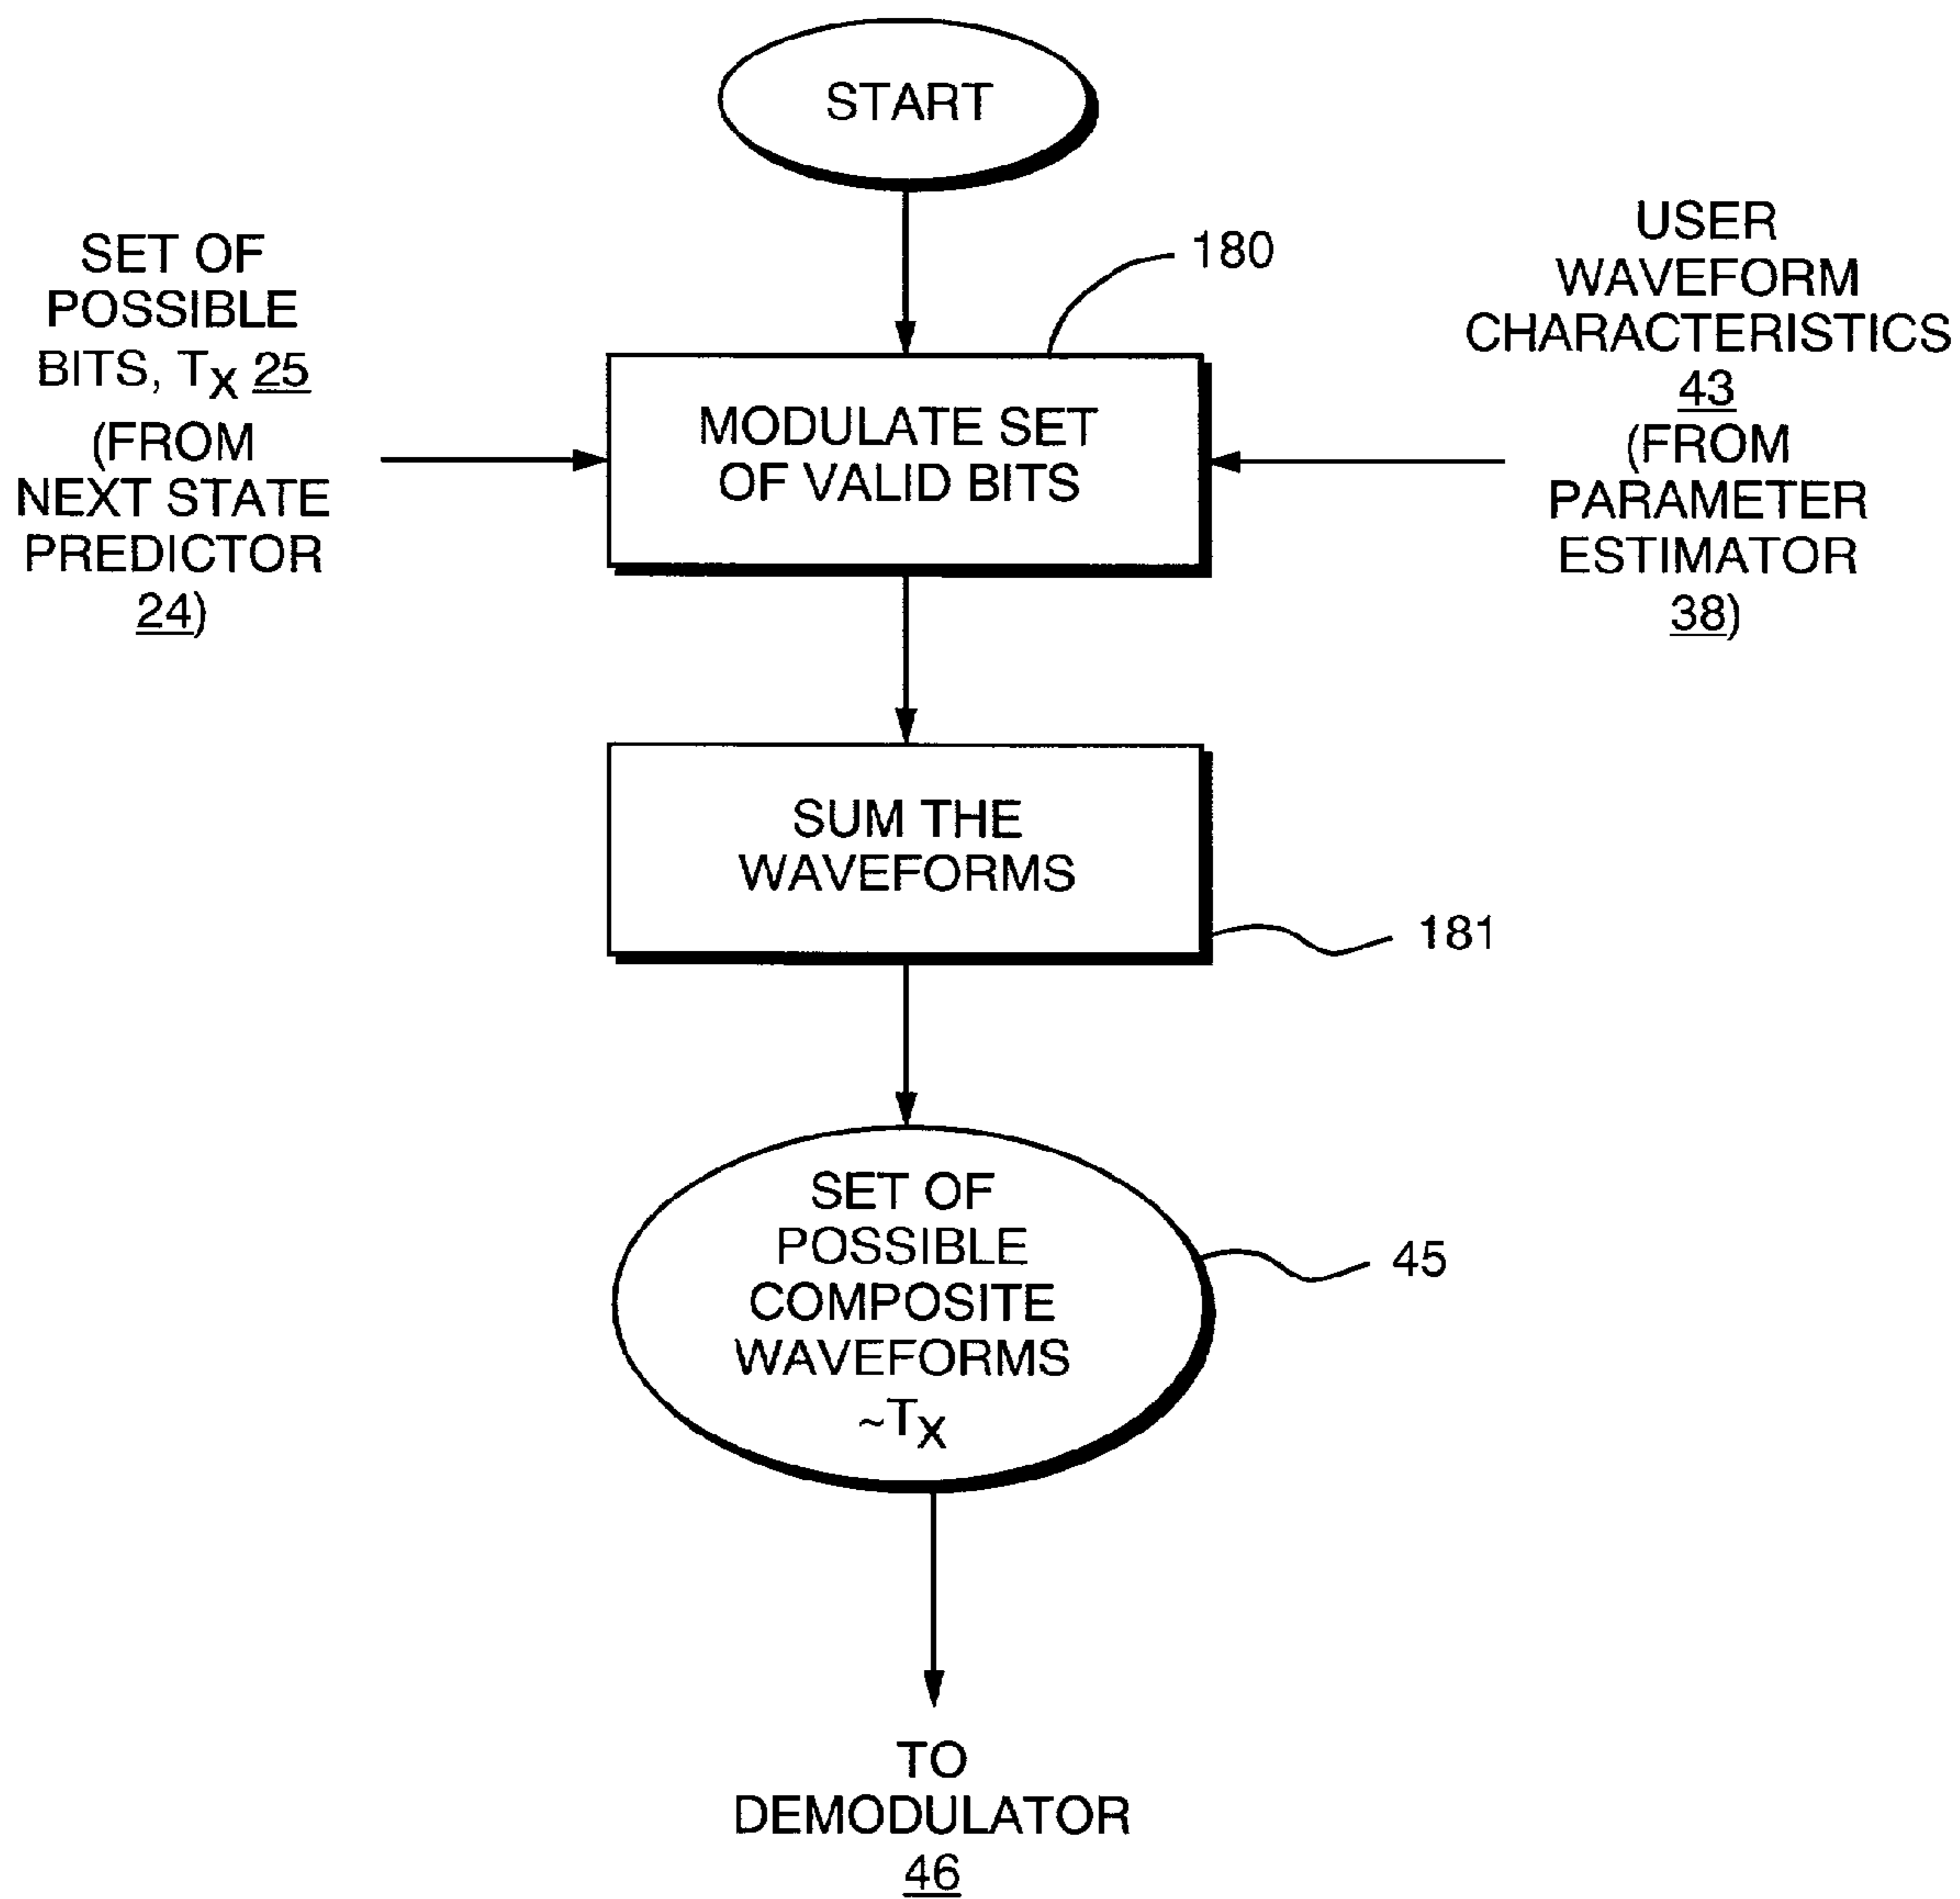 START
180
SET OF
POSSIBLE
BITS, Tx 25
(FROM
NEXT STATE
PREDICTOR
24)
MODULATE SET
OF VALID BITS
USER
WAVEFORM
CHARACTERISTICS
43
(FROM
PARAMETER
ESTIMATOR
38)
SUM THE
WAVEFORMS
181
SET OF
POSSIBLE
COMPOSITE
WAVEFORMS
~Tx
45
TO
DEMODULATOR
46